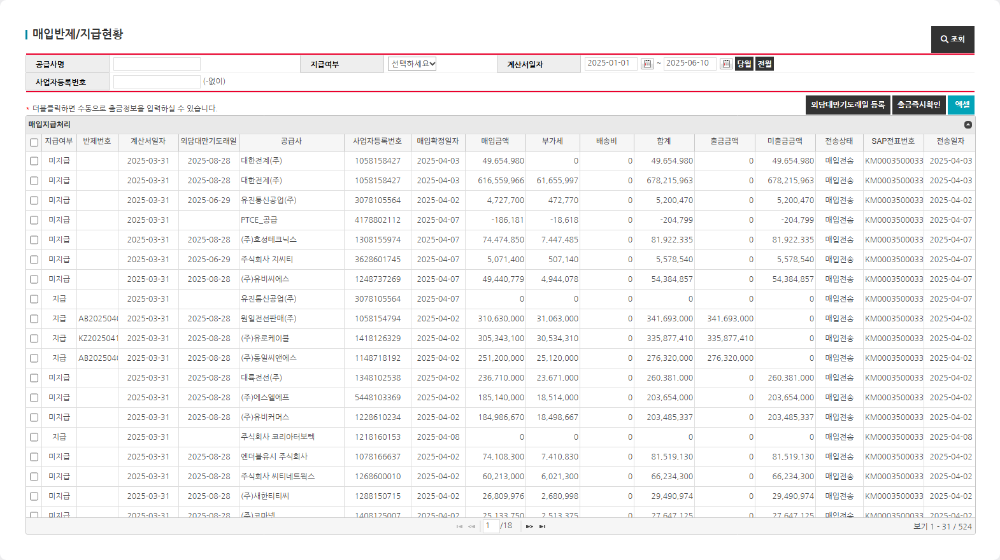 매입반제/지급현황
조회
공급사명 지급여부 선택하세요 계산서일자 2025-01-01 ~ 2025-06-10 당월 전월
사업자등록번호 (-없이)
* 더블클릭하면 수동으로 출금정보을 입력하실 수 있습니다.
외담대만기도래일 등록 출금즉시확인 엑셀
매입지급처리
지급여부 반제번호 계산서일자 외담대만기도래일 공급사 사업자등록번호 매입확정일자 매입금액 부가세 배송비 합계 출금금액 미출금금액 전송상태 SAP전표번호 전송일자
미지급 2025-03-31 2025-08-28 대한전계(주) 1058158427 2025-04-03 49,654,980 0 0 49,654,980 0 49,654,980 매입전송 KM0003500033 2025-04-03
미지급 2025-03-31 2025-08-28 대한전계(주) 1058158427 2025-04-03 616,559,966 61,655,997 0 678,215,963 0 678,215,963 매입전송 KM0003500033 2025-04-03
미지급 2025-03-31 2025-06-29 유진통신공업(주) 3078105564 2025-04-02 4,727,700 472,770 0 5,200,470 0 5,200,470 매입전송 KM0003500033 2025-04-02
미지급 2025-03-31 PTCE_공급 4178802112 2025-04-07 -186,181 -18,618 0 -204,799 0 -204,799 매입전송 KM0003500033 2025-04-07
미지급 2025-03-31 2025-08-28 (주)호성테크닉스 1308155974 2025-04-07 74,474,850 7,447,485 0 81,922,335 0 81,922,335 매입전송 KM0003500033 2025-04-07
미지급 2025-03-31 2025-06-29 주식회사 지씨티 3628601745 2025-04-07 5,071,400 507,140 0 5,578,540 0 5,578,540 매입전송 KM0003500033 2025-04-07
미지급 2025-03-31 2025-08-28 (주)유비씨에스 1248737269 2025-04-07 49,440,779 4,944,078 0 54,384,857 0 54,384,857 매입전송 KM0003500033 2025-04-07
지급 2025-03-31 유진통신공업(주) 3078105564 2025-04-07 0 0 0 0 0 0 매입전송 KM0003500033 2025-04-07
지급 AB202504 2025-03-31 2025-08-28 원일전선판매(주) 1058154794 2025-04-02 310,630,000 31,063,000 0 341,693,000 341,693,000 0 매입전송 KM0003500033 2025-04-02
지급 KZ2025041 2025-03-31 2025-08-28 (주)유로케이블 1418126329 2025-04-02 305,343,100 30,534,310 0 335,877,410 335,877,410 0 매입전송 KM0003500033 2025-04-02
지급 AB202504 2025-03-31 2025-08-28 (주)동일씨앤에스 1148718192 2025-04-02 251,200,000 25,120,000 0 276,320,000 276,320,000 0 매입전송 KM0003500033 2025-04-02
미지급 2025-03-31 2025-08-28 대륙전선(주) 1348102538 2025-04-02 236,710,000 23,671,000 0 260,381,000 0 260,381,000 매입전송 KM0003500033 2025-04-02
미지급 2025-03-31 2025-08-28 (주)에스엘에프 5448103369 2025-04-02 185,140,000 18,514,000 0 203,654,000 0 203,654,000 매입전송 KM0003500033 2025-04-02
미지급 2025-03-31 2025-08-28 (주)유비커머스 1228610234 2025-04-02 184,986,670 18,498,667 0 203,485,337 0 203,485,337 매입전송 KM0003500033 2025-04-02
지급 2025-03-31 주식회사 코리아터보텍 1218160153 2025-04-08 0 0 0 0 0 0 매입전송 KM0003500033 2025-04-08
미지급 2025-03-31 2025-08-28 엔더블유시 주식회사 1078166637 2025-04-02 74,108,300 7,410,830 0 81,519,130 0 81,519,130 매입전송 KM0003500033 2025-04-02
미지급 2025-03-31 2025-08-28 주식회사 씨티네트웍스 1268600010 2025-04-02 60,213,000 6,021,300 0 66,234,300 0 66,234,300 매입전송 KM0003500033 2025-04-02
미지급 2025-03-31 2025-08-28 (주)새한티티씨 1288150715 2025-04-02 26,809,976 2,680,998 0 29,490,974 0 29,490,974 매입전송 KM0003500033 2025-04-02
미지급 2025-03-31 2025-08-28 (주)코마넷 1408125007 2025-04-02 25,133,750 2,513,375 0 27,647,125 0 27,647,125 매입전송 KM0003500033 2025-04-02
1 /18
보기 1 - 31 / 524